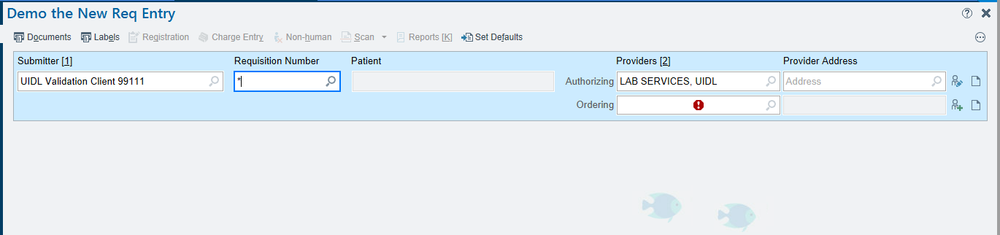 Demo the New Req Entry
Documents Labels Registration Charge Entry Non-human Scan Reports [K] Set Defaults
Submitter [1] Requisition Number Patient Providers [2] Provider Address
UIDL Validation Client 99111 * Authorizing LAB SERVICES, UIDL Address
Ordering